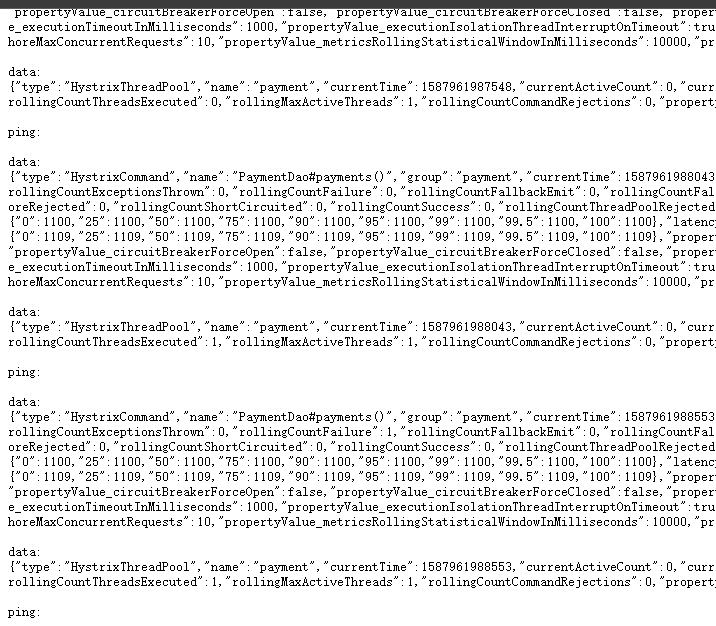 propertyValue_circuitBreakerForceOpen":false,"propertyValue_circuitBreakerForceClosed":false,"proper
e_executionTimeoutInMilliseconds":1000,"propertyValue_executionIsolationThreadInterruptOnTimeout":tru
horeMaxConcurrentRequests":10,"propertyValue_metricsRollingStatisticalWindowInMilliseconds":10000,"pr
data:
{"type":"HystrixThreadPool","name":"payment","currentTime":1587961987548,"currentActiveCount":0,"curr
rollingCountThreadsExecuted":0,"rollingMaxActiveThreads":1,"rollingCountCommandRejections":0,"propert
ping:
data:
{"type":"HystrixCommand","name":"PaymentDao#payments()","group":"payment","currentTime":1587961988043
rollingCountExceptionsThrown":0,"rollingCountFailure":0,"rollingCountFallbackEmit":0,"rollingCountFal
oreRejected":0,"rollingCountShortCircuited":0,"rollingCountSuccess":0,"rollingCountThreadPoolRejected
{"0":1100,"25":1100,"50":1100,"75":1100,"90":1100,"95":1100,"99":1100,"99.5":1100,"100":1100},"latenc
{"0":1109,"25":1109,"50":1109,"75":1109,"90":1109,"95":1109,"99":1109,"99.5":1109,"100":1109},"proper
"propertyValue_circuitBreakerForceOpen":false,"propertyValue_circuitBreakerForceClosed":false,"proper
e_executionTimeoutInMilliseconds":1000,"propertyValue_executionIsolationThreadInterruptOnTimeout":tru
horeMaxConcurrentRequests":10,"propertyValue_metricsRollingStatisticalWindowInMilliseconds":10000,"pr
data:
{"type":"HystrixThreadPool","name":"payment","currentTime":1587961988043,"currentActiveCount":0,"curr
rollingCountThreadsExecuted":1,"rollingMaxActiveThreads":1,"rollingCountCommandRejections":0,"propert
ping:
data:
{"type":"HystrixCommand","name":"PaymentDao#payments()","group":"payment","currentTime":1587961988553
rollingCountExceptionsThrown":0,"rollingCountFailure":1,"rollingCountFallbackEmit":0,"rollingCountFal
oreRejected":0,"rollingCountShortCircuited":0,"rollingCountSuccess":0,"rollingCountThreadPoolRejected
{"0":1100,"25":1100,"50":1100,"75":1100,"90":1100,"95":1100,"99":1100,"99.5":1100,"100":1100},"latenc
{"0":1109,"25":1109,"50":1109,"75":1109,"90":1109,"95":1109,"99":1109,"99.5":1109,"100":1109},"proper
"propertyValue_circuitBreakerForceOpen":false,"propertyValue_circuitBreakerForceClosed":false,"proper
e_executionTimeoutInMilliseconds":1000,"propertyValue_executionIsolationThreadInterruptOnTimeout":tru
horeMaxConcurrentRequests":10,"propertyValue_metricsRollingStatisticalWindowInMilliseconds":10000,"pr
data:
{"type":"HystrixThreadPool","name":"payment","currentTime":1587961988553,"currentActiveCount":0,"curr
rollingCountThreadsExecuted":1,"rollingMaxActiveThreads":1,"rollingCountCommandRejections":0,"propert
ping: